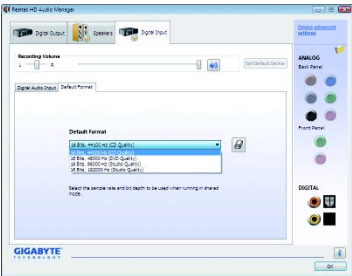 Realtek HD Audio Manager
Digital Output
Speakers
Digital Input
Device advanced settings
Recording Volume
L
R
Set Default Device
ANALOG
Back Panel
Digital Audio Input
Default Format
Default Format
16 Bits, 44100 Hz (CD Quality)
16 Bits, 44100 Hz (CD Quality)
16 Bits, 48000 Hz (DVD Quality)
16 Bits, 96000 Hz (Studio Quality)
16 Bits, 192000 Hz (Studio Quality)
Select the sample rate and bit depth to be used when running in shared
mode.
Front Panel
DIGITAL
GIGABYTE
TECHNOLOGY
OK